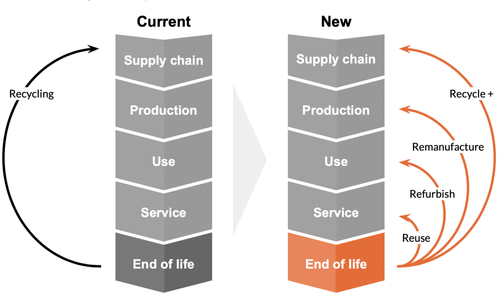 Current
New
Supply chain
Production
Use
Service
End of life
Recycling
Supply chain
Production
Use
Service
End of life
Recycle +
Remanufacture
Refurbish
Reuse